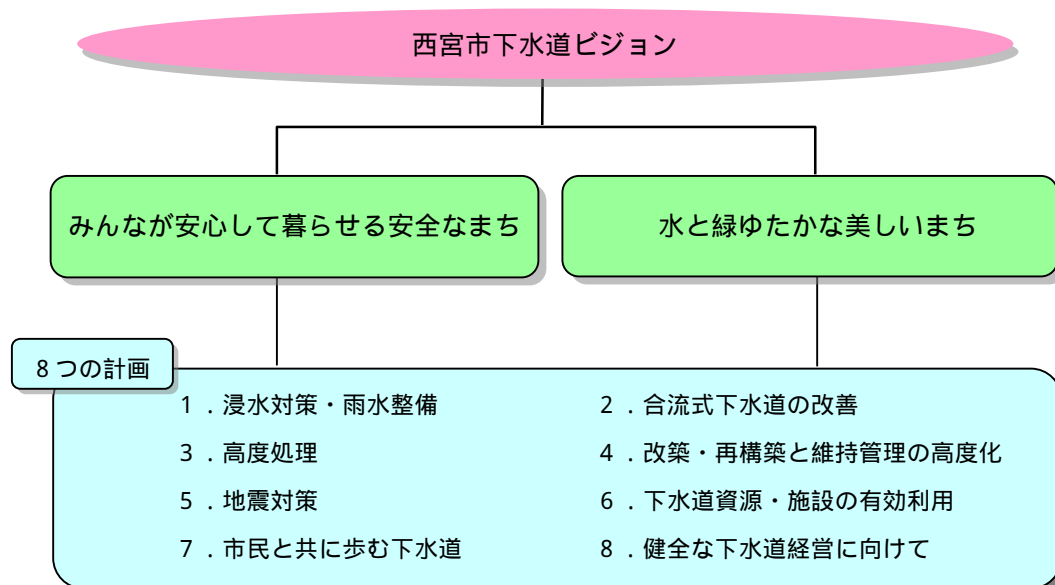 西宮市下水道ビジョン
みんなが安心して暮らせる安全なまち
水と緑ゆたかな美しいまち
8つの計画
1．浸水対策・雨水整備
2．合流式下水道の改善
3．高度処理
4．改築・再構築と維持管理の高度化
5．地震対策
6．下水道資源・施設の有効利用
7．市民と共に歩む下水道
8．健全な下水道経営に向けて